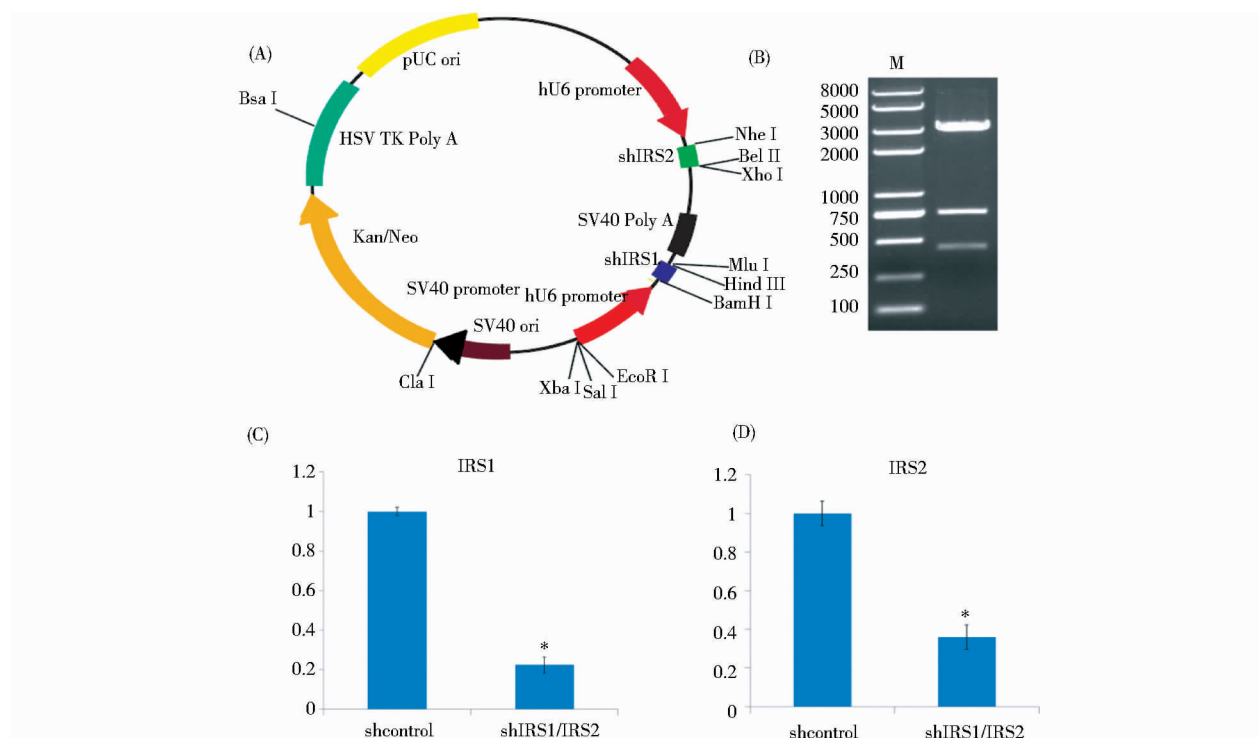 (A)
pUC ori
hU6 promoter
Bsa I
HSV TK Poly A
Nhe I
shIRS2
Bel II
Xho I
Kan/Neo
SV40 Poly A
shIRS1
Mlu I
Hind III
BamH I
SV40 promoter
hU6 promoter
SV40 ori
Cla I
Xba I
Sal I
EcoR I
(B)
M
8000
5000
3000
2000
1000
750
500
250
100
(C)
IRS1
1.2
1
0.8
0.6
0.4
0.2
0
*
shcontrol
shIRS1/IRS2
(D)
IRS2
1.2
1
0.8
0.6
0.4
0.2
0
*
shcontrol
shIRS1/IRS2